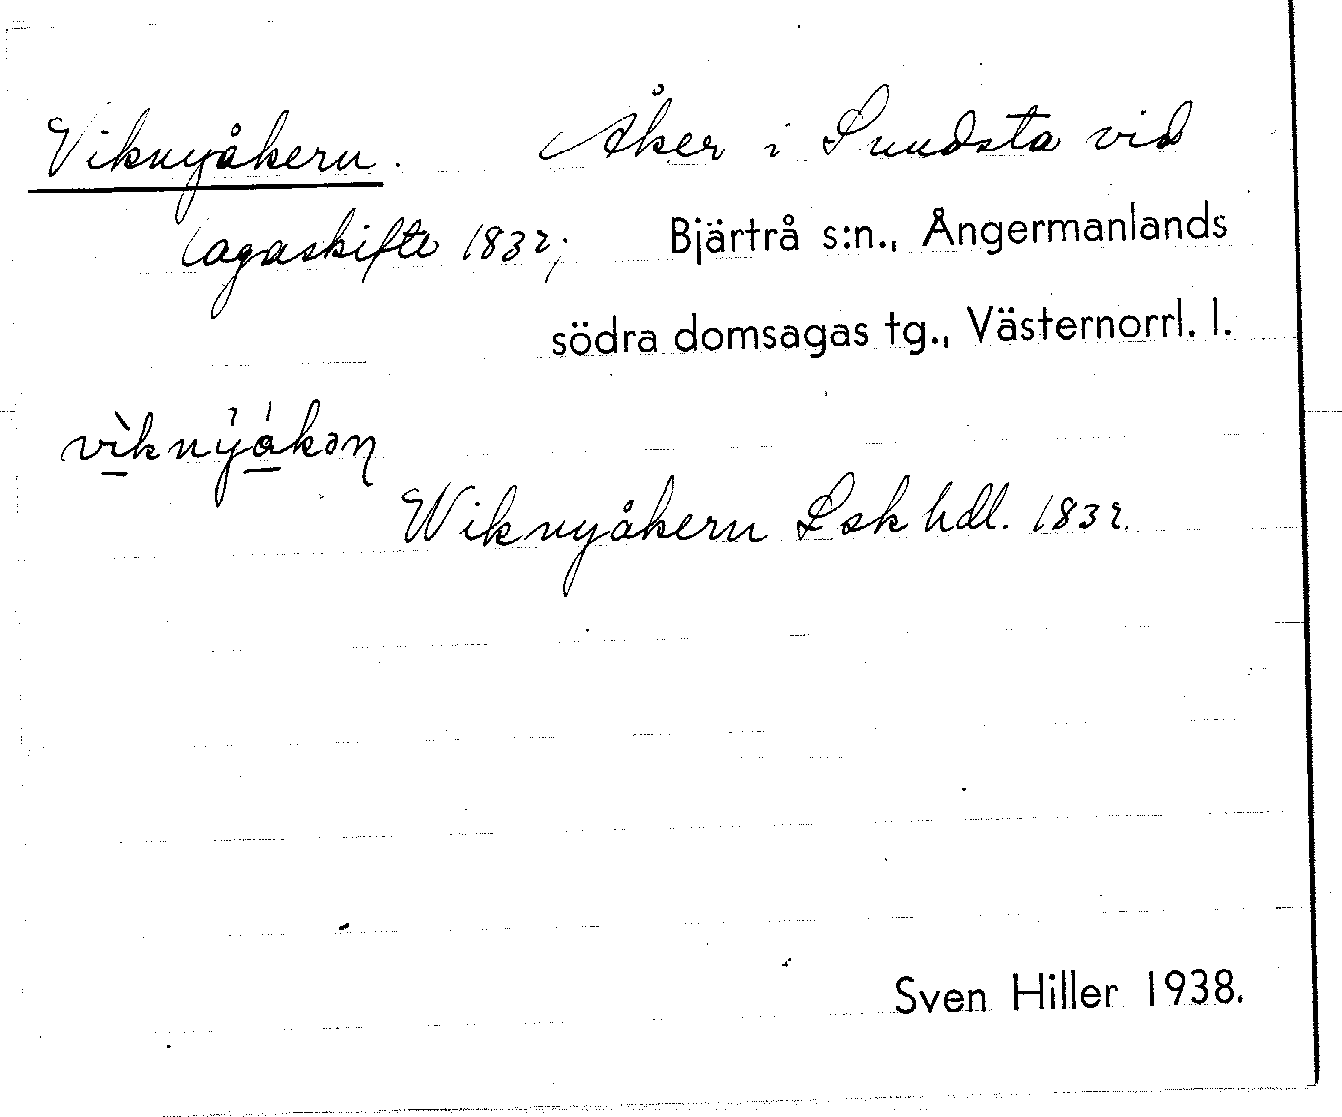 Viknyåkern. Åker i Sundsta vid
lagaskifte 1832; Bjärtrå s:n., Ångermanlands
södra domsagas tg., Västernorrl. l.
vìknýákəņ
Wiknyåkern Lsk hdl. 1832.
Sven Hiller 1938.